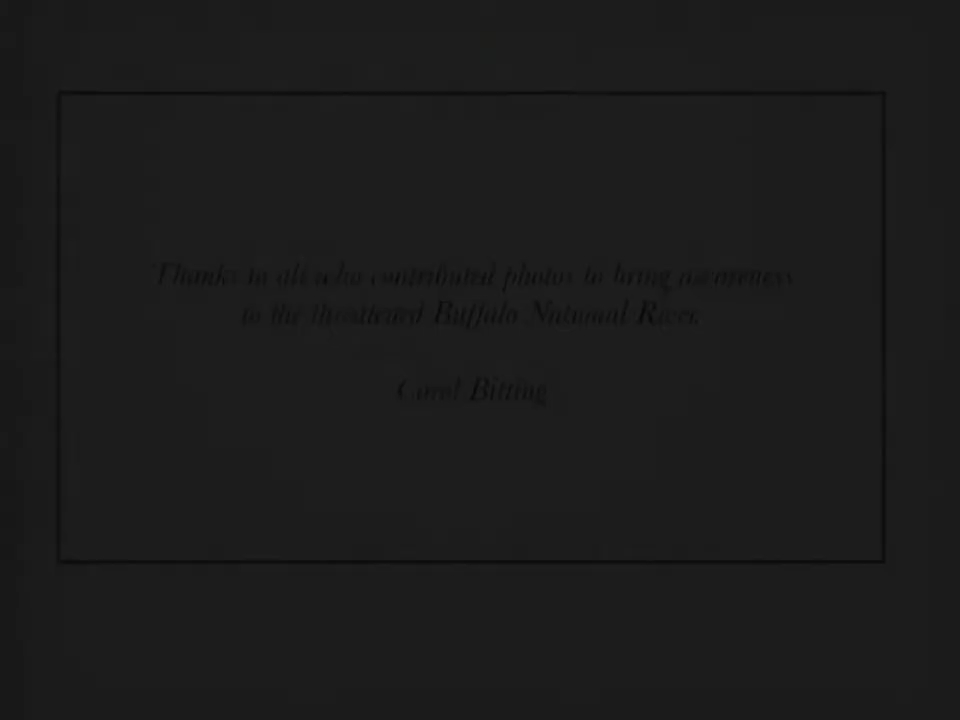 Thanks to all who contributed photos to bring awareness
to the threatened Buffalo National River.
Carol Bitting